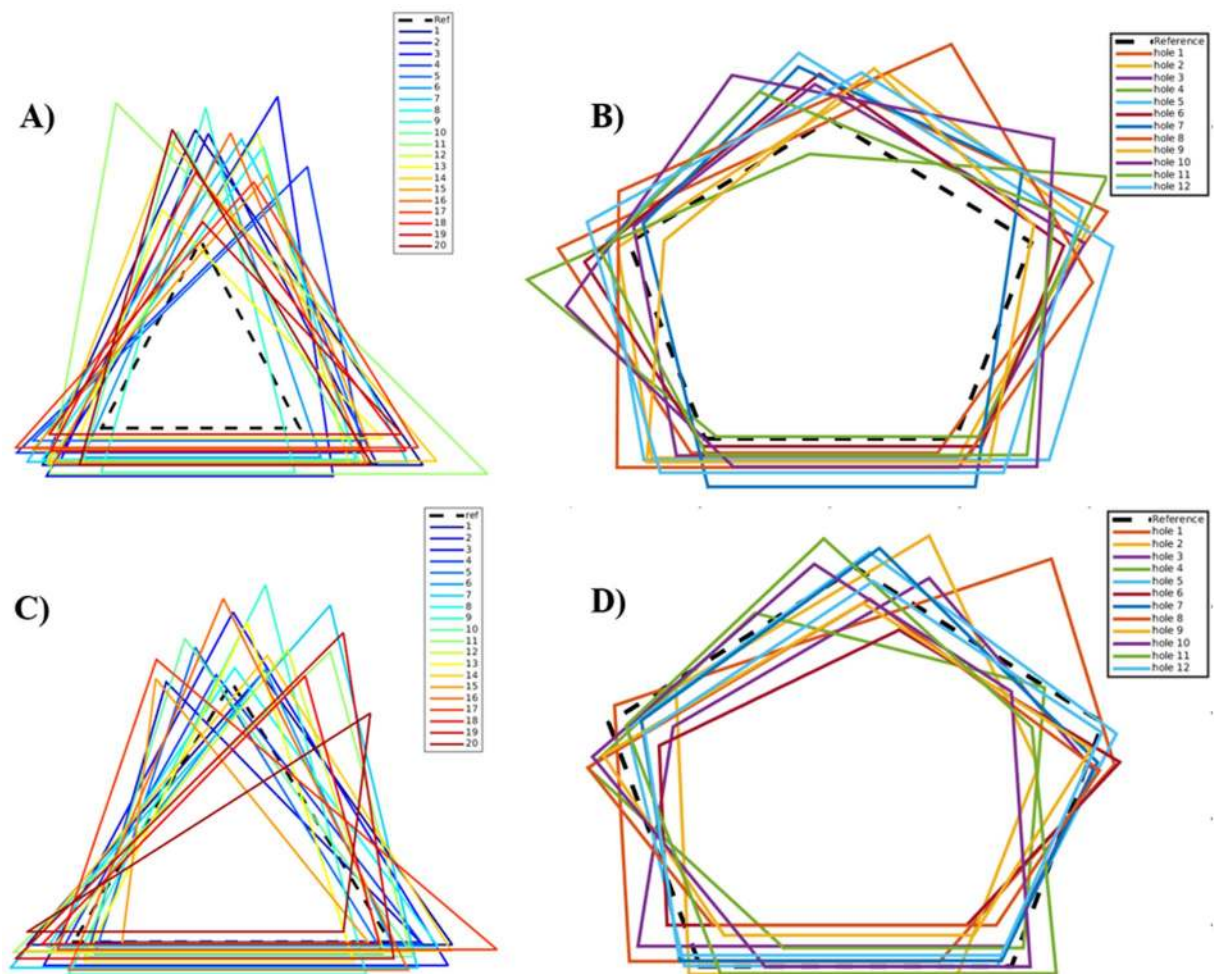 A)
Ref
1
2
3
4
5
6
7
8
9
10
11
12
13
14
15
16
17
18
19
20
B)
Reference
hole 1
hole 2
hole 3
hole 4
hole 5
hole 6
hole 7
hole 8
hole 9
hole 10
hole 11
hole 12
C)
ref
1
2
3
4
5
6
7
8
9
10
11
12
13
14
15
16
17
18
19
20
D)
Reference
hole 1
hole 2
hole 3
hole 4
hole 5
hole 6
hole 7
hole 8
hole 9
hole 10
hole 11
hole 12